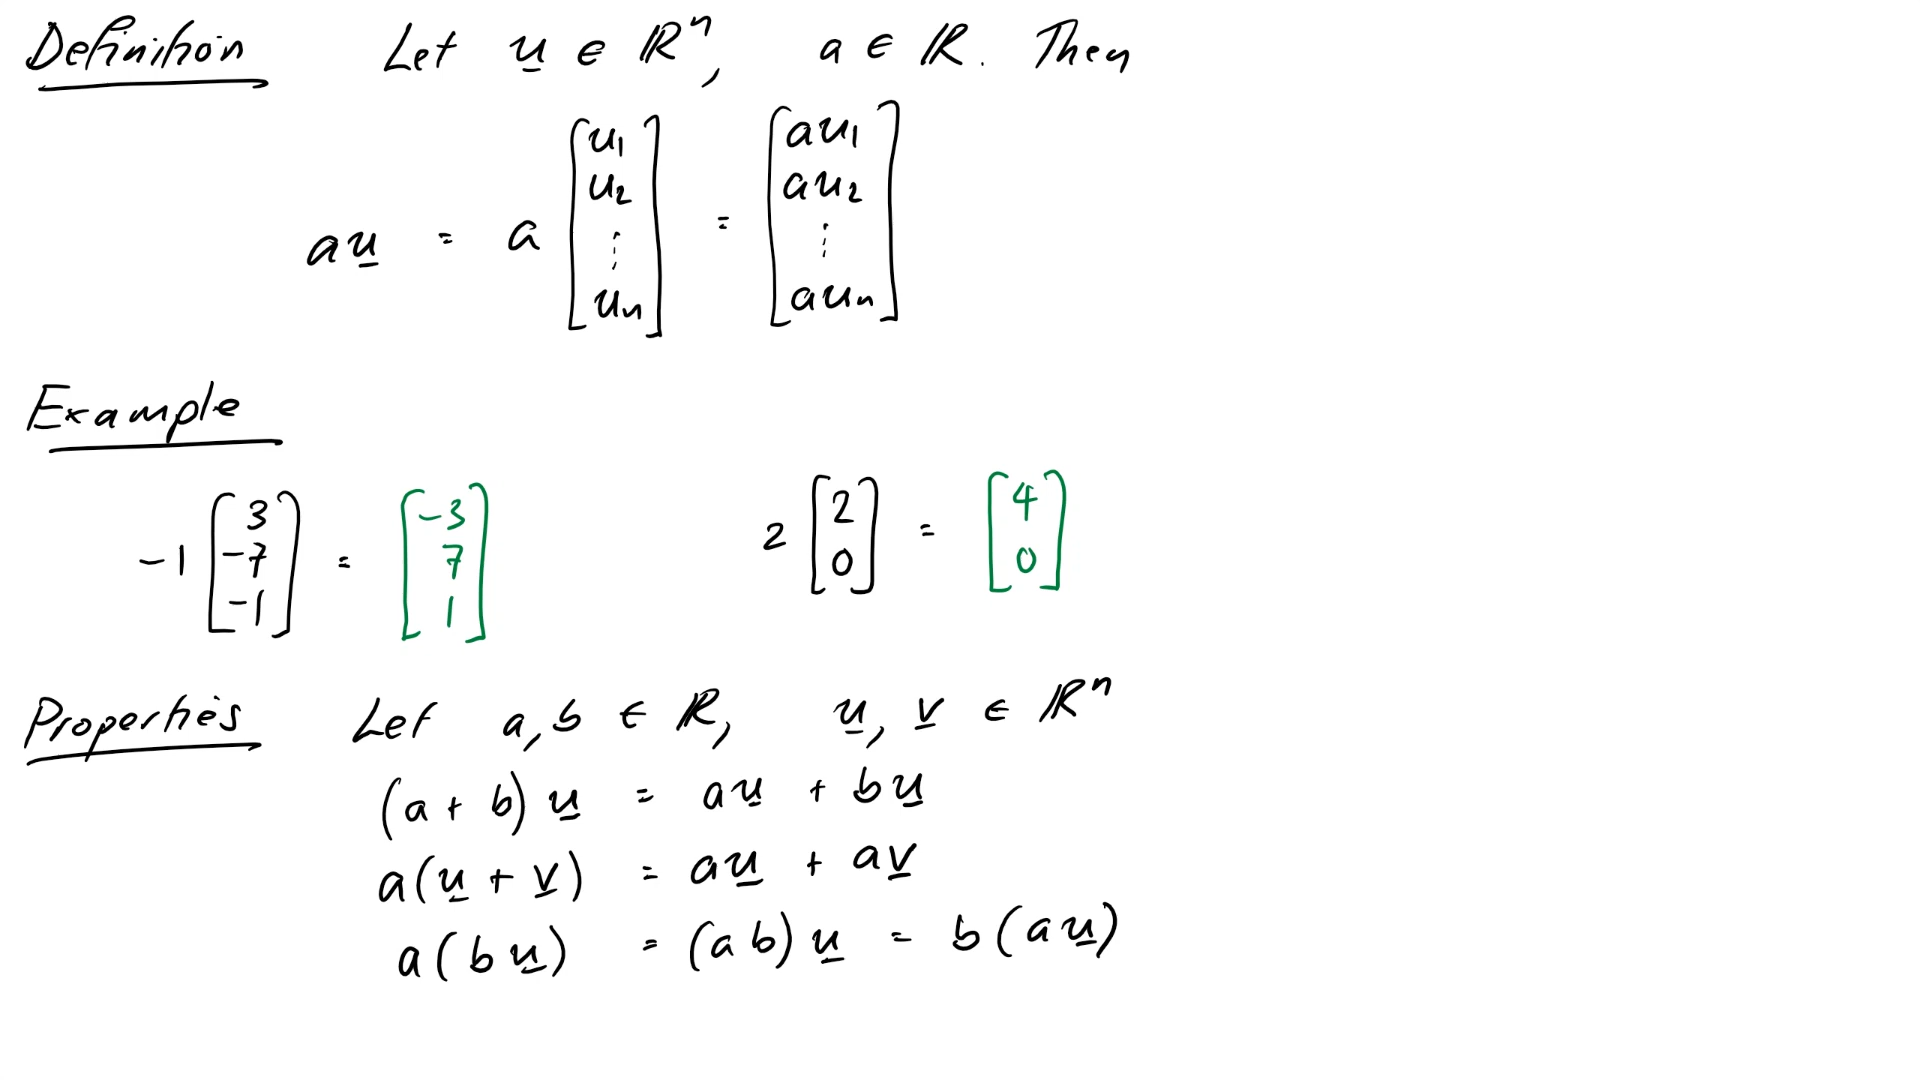 Definition Let u ∈ ℝⁿ, a ∈ ℝ. Then
au = a [u₁ u₂ ⋮ uₙ] = [au₁ au₂ ⋮ auₙ]
Example
-1 [3 -7 -1] = [-3 7 1] 2 [2 0] = [4 0]
Properties Let a, b ∈ ℝ, u, v ∈ ℝⁿ
(a + b) u = au + bu
a(u + v) = au + av
a(bu) = (ab) u = b(au)